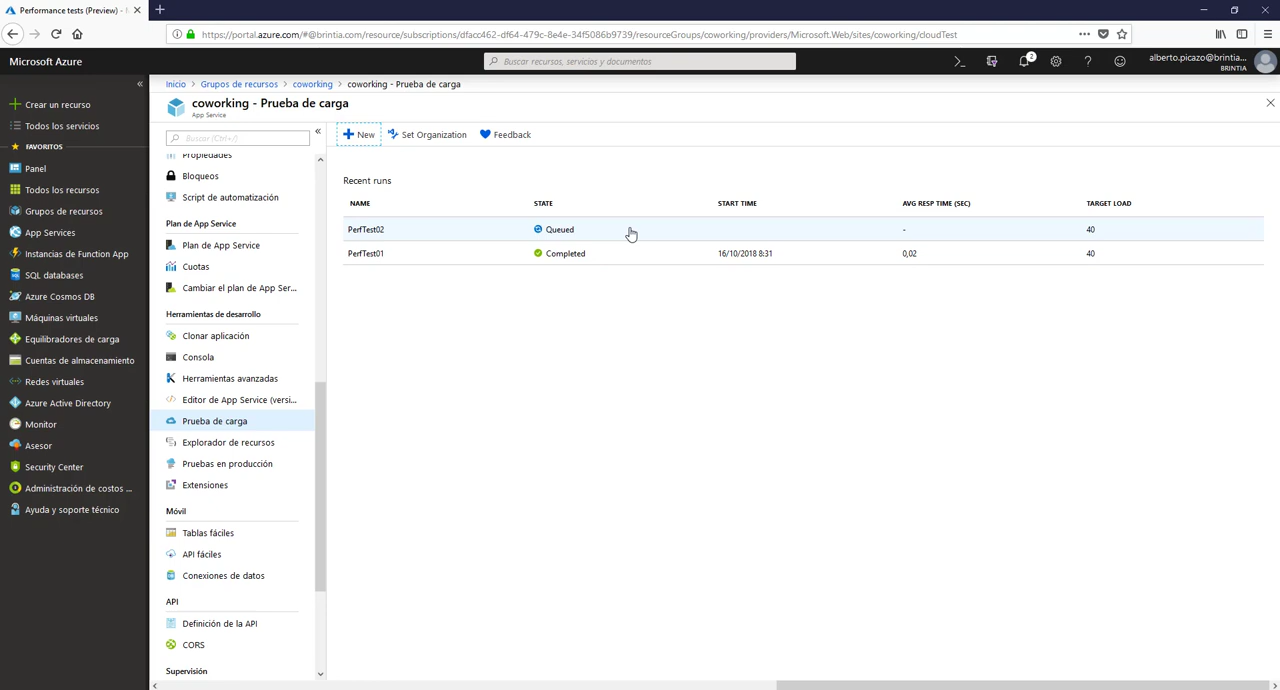 Performance tests (Preview) -
https://portal.azure.com/#@brintia.com/resource/subscriptions/dfacc462-df64-479c-8e4e-34f5086b9739/resourceGroups/coworking/providers/Microsoft.Web/sites/coworking/cloudTest
Microsoft Azure
Buscar recursos, servicios y documentos
2
alberto.picazo@brintia...
BRINTIA
Inicio > Grupos de recursos > coworking > coworking - Prueba de carga
coworking - Prueba de carga
App Service
Crear un recurso
Todos los servicios
FAVORITOS
Panel
Todos los recursos
Grupos de recursos
App Services
Instancias de Function App
SQL databases
Azure Cosmos DB
Máquinas virtuales
Equilibradores de carga
Cuentas de almacenamiento
Redes virtuales
Azure Active Directory
Monitor
Asesor
Security Center
Administración de costos ...
Ayuda y soporte técnico
Buscar (Ctrl+/)
Propiedades
Bloqueos
Script de automatización
Plan de App Service
Plan de App Service
Cuotas
Cambiar el plan de App Ser...
Herramientas de desarrollo
Clonar aplicación
Consola
Herramientas avanzadas
Editor de App Service (versi...
Prueba de carga
Explorador de recursos
Pruebas en producción
Extensiones
Móvil
Tablas fáciles
API fáciles
Conexiones de datos
API
Definición de la API
CORS
Supervisión
New Set Organization Feedback
Recent runs
NAME STATE START TIME AVG RESP TIME (SEC) TARGET LOAD
PerfTest02 Queued - 40
PerfTest01 Completed 16/10/2018 8:31 0,02 40